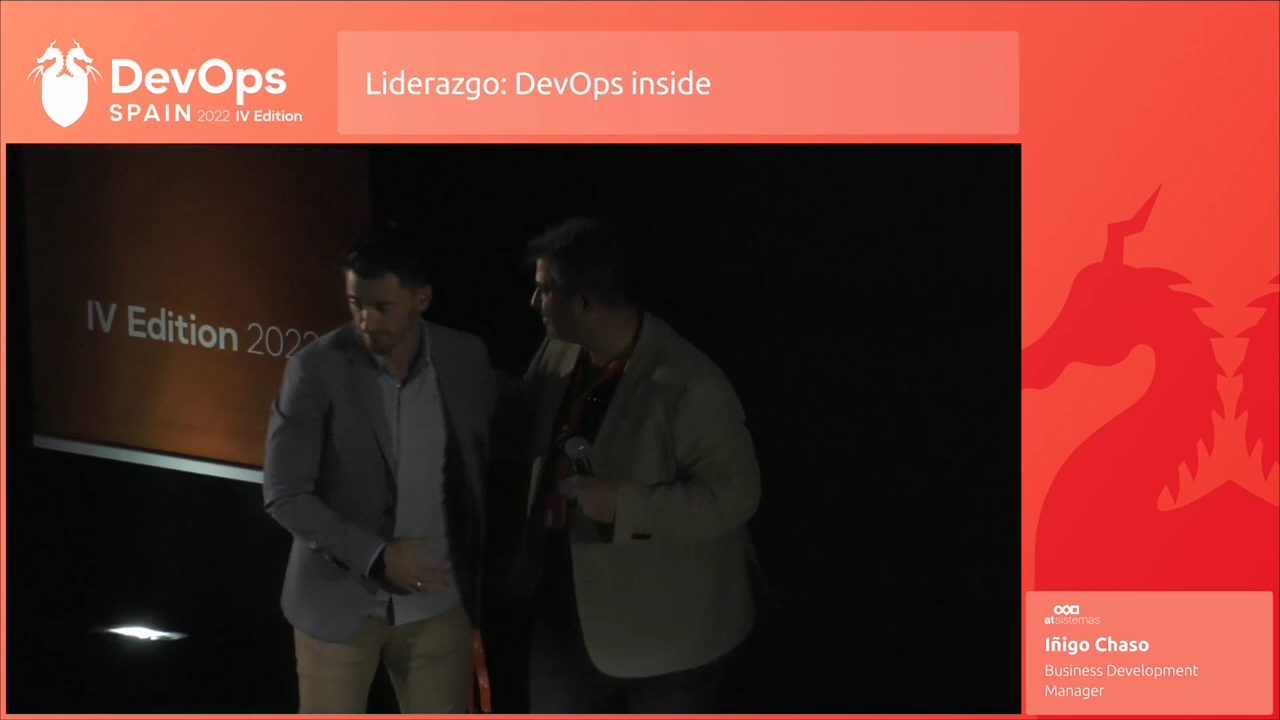 DevOps
SPAIN 2022 IV Edition
Liderazgo: DevOps inside
IV Edition 2022
atsistemas
Iñigo Chaso
Business Development
Manager